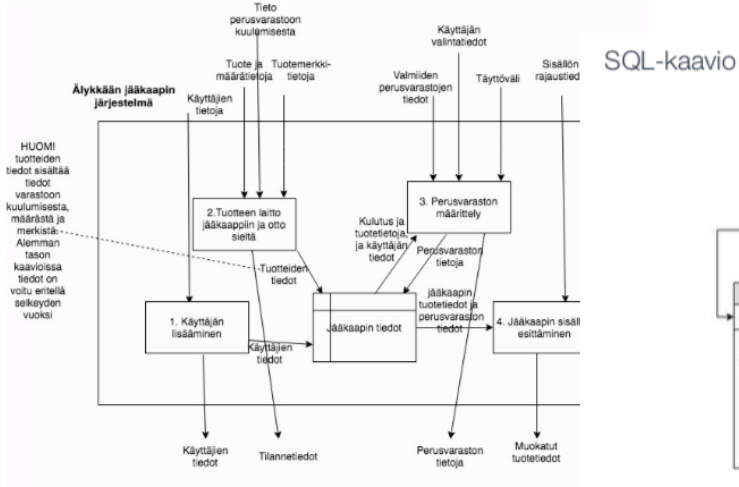 Tieto
perusvarastoon
kuulumisesta
Käyttäjän
valintatiedot
SQL-kaavio
Tuote ja
määrätietoja
Tuotemerkki-
tietoja
Valmiiden
perusvarastojen
tiedot
Täyttöväli
Sisällön
Älykkään jääkaapin
järjestelmä
Käyttäjien
tietoja
HUOM!
tuotteiden
tiedot sisältää
tiedot
varastoon
kuulumisesta,
määrästä ja
merkistä.
Alemman
tason
kaavioissa
tiedot on
voitu eritellä
selkeyden
vuoksi
2.Tuotteen laitto
jääkaappiin ja otto
sieltä
3. Perusvaraston
määrittely
Kulutus ja
tuotetietoja,
ja käyttäjän
tiedot
Perusvaraston
tietoja
Tuotteiden
tiedot
jääkaapin
tuotetiedot ja
perusvaraston
tiedot
1. Käyttäjän
lisääminen
Jääkaapin tiedot
4. Jääkaapin
esittäminen
Käyttäjien
tiedot
Käyttäjien
tiedot
Tilannetiedot
Perusvaraston
tietoja
Muokatut
tuotetiedot